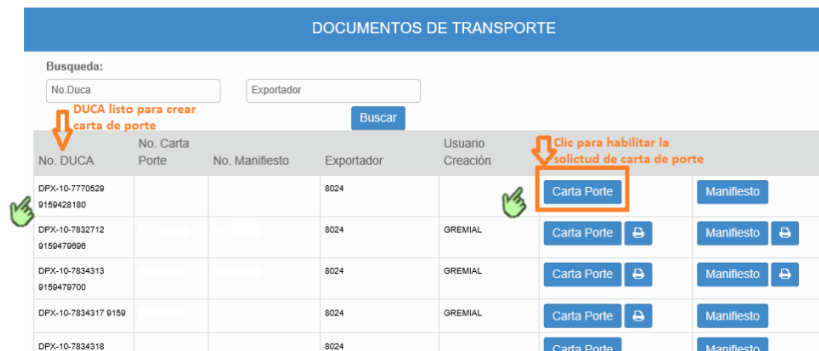 DOCUMENTOS DE TRANSPORTE
Busqueda:
No.Duca
Exportador
DUCA listo para crear
carta de porte
Buscar
Clic para habilitar la
solictud de carta de porte
No. DUCA
No. Carta
Porte
No. Manifiesto
Exportador
Usuario
Creación
DPX-10-7770529
9159428180
8024
Carta Porte
Manifiesto
DPX-10-7832712
9159479696
8024
GREMIAL
Carta Porte
Manifiesto
DPX-10-7834313
9159479700
8024
GREMIAL
Carta Porte
Manifiesto
DPX-10-7834317 9159
8024
GREMIAL
Carta Porte
Manifiesto
DPX-10-7834318
8024
Carta Porte
Manifiesto